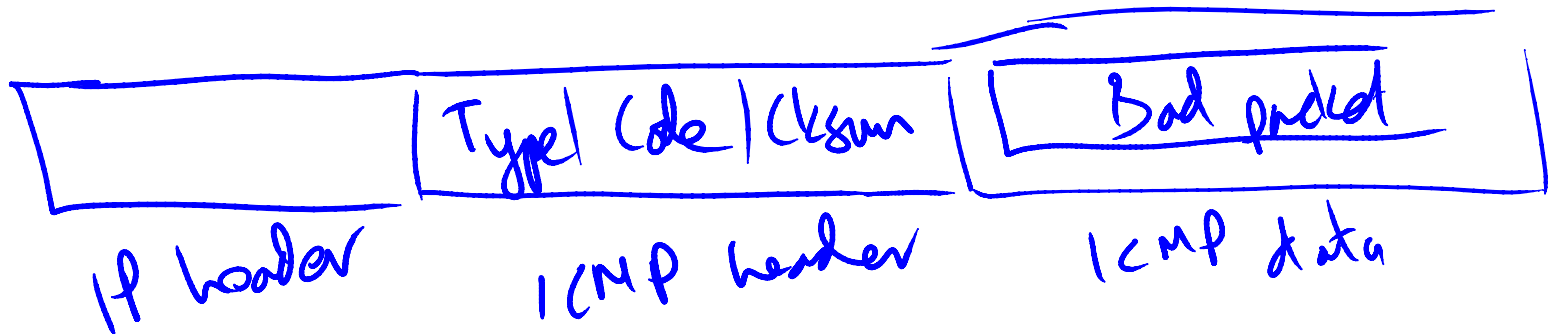 Type | Code | Cksum Bad packet
IP header ICMP header ICMP data